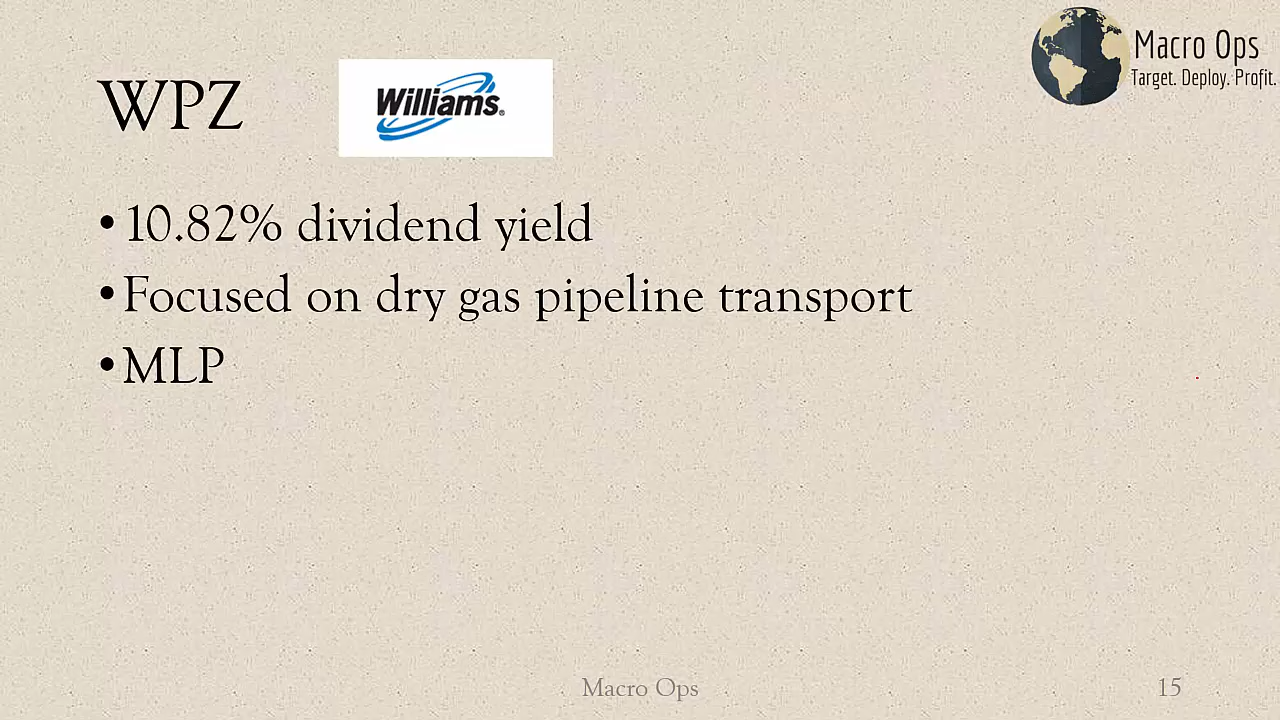 Macro Ops
Target. Deploy. Profit.
WPZ
Williams®
• 10.82% dividend yield
• Focused on dry gas pipeline transport
• MLP
Macro Ops
15